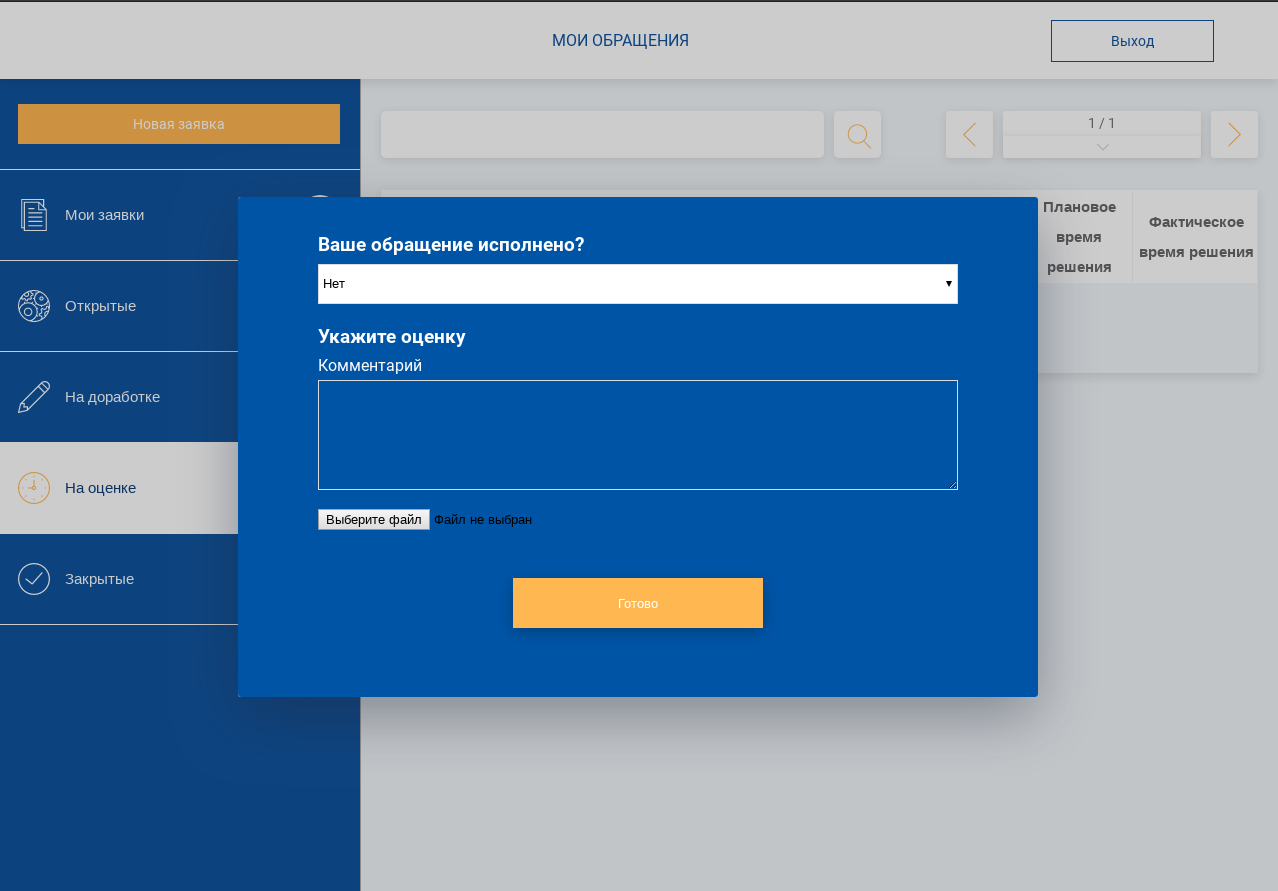 МОИ ОБРАЩЕНИЯ
Выход
Новая заявка
1 / 1
Мои заявки
Плановое
время
решения
Фактическое
время решения
Открытые
На доработке
На оценке
Закрытые
Ваше обращение исполнено?
Нет
Укажите оценку
Комментарий
Выберите файл Файл не выбран
Готово